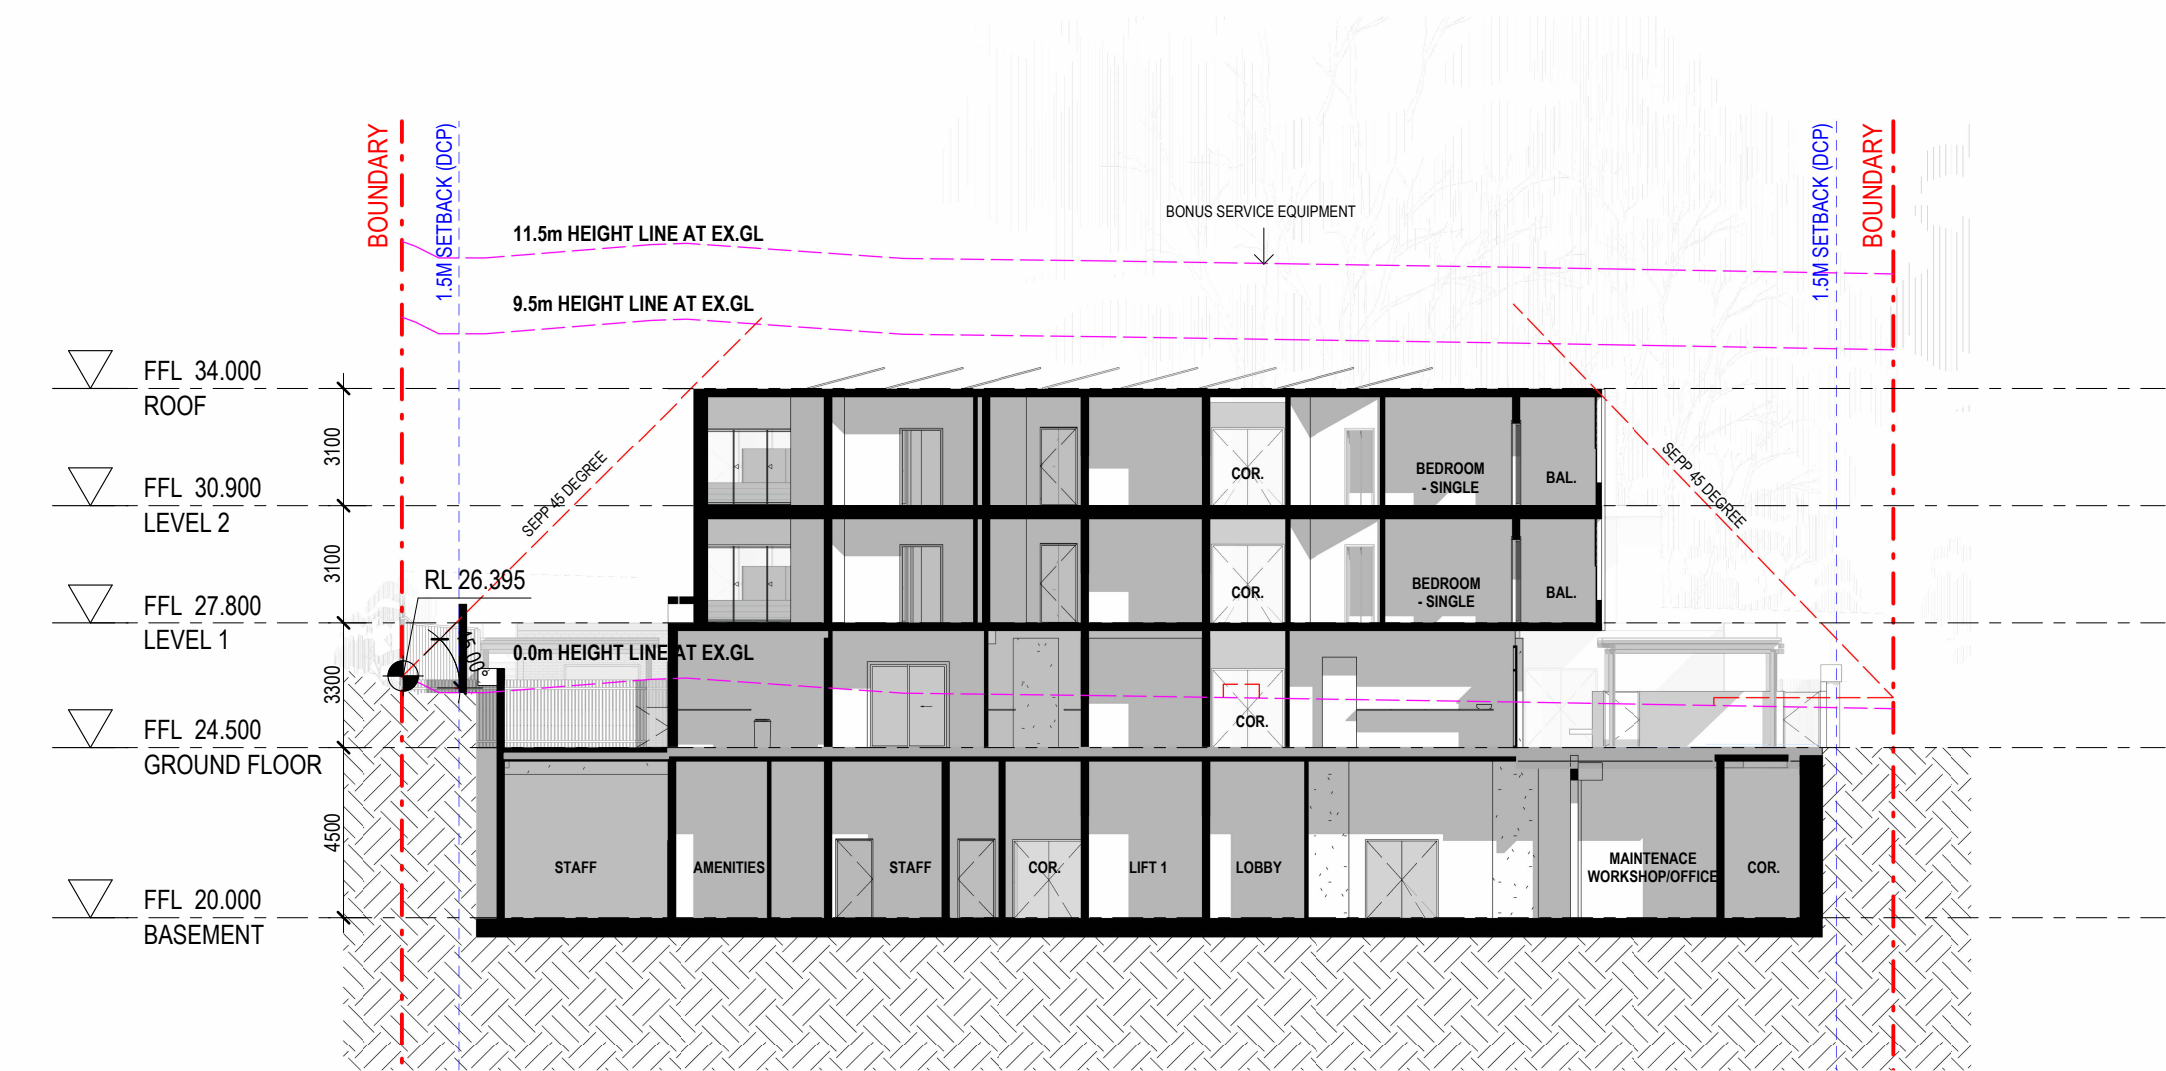 BOUNDARY
1.5M SETBACK (DCP)
1.5M SETBACK (DCP)
BOUNDARY
BONUS SERVICE EQUIPMENT
11.5m HEIGHT LINE AT EX.GL
9.5m HEIGHT LINE AT EX.GL
FFL 34.000
ROOF
3100
SEPP 45 DEGREE
SEPP 45 DEGREE
COR.
BEDROOM
- SINGLE
BAL.
FFL 30.900
LEVEL 2
3100
RL 26.395
COR.
BEDROOM
- SINGLE
BAL.
FFL 27.800
LEVEL 1
45.00°
0.0m HEIGHT LINE AT EX.GL
3300
COR.
FFL 24.500
GROUND FLOOR
4500
STAFF
AMENITIES
STAFF
COR.
LIFT 1
LOBBY
MAINTENACE
WORKSHOP/OFFICE
COR.
FFL 20.000
BASEMENT